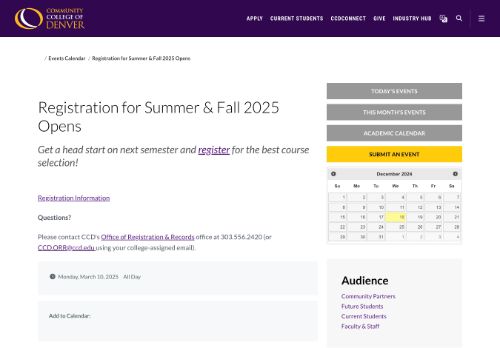 COMMUNITY
COLLEGE OF
DENVER
APPLY CURRENT STUDENTS CCDCONNECT GIVE INDUSTRY HUB
/ Events Calendar / Registration for Summer & Fall 2025 Opens
Registration for Summer & Fall 2025
Opens
Get a head start on next semester and register for the best course
selection!
Registration Information
Questions?
Please contact CCD's Office of Registration & Records office at 303.556.2420 (or
CCD.ORR@ccd.edu using your college-assigned email).
Monday, March 10, 2025 All Day
Add to Calendar:
TODAY'S EVENTS
THIS MONTH'S EVENTS
ACADEMIC CALENDAR
SUBMIT AN EVENT
December 2024
Su Mo Tu We Th Fr Sa
1 2 3 4 5 6 7
8 9 10 11 12 13 14
15 16 17 18 19 20 21
22 23 24 25 26 27 28
29 30 31 1 2 3 4
Audience
Community Partners
Future Students
Current Students
Faculty & Staff